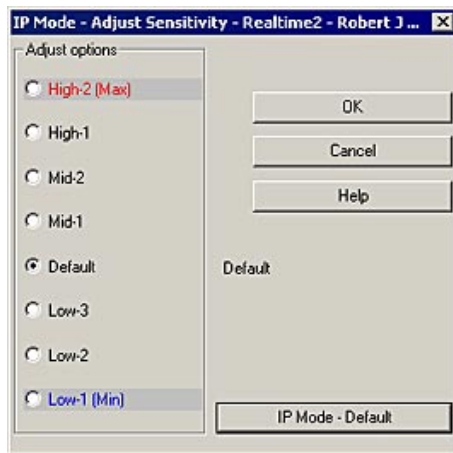 IP Mode - Adjust Sensitivity - Realtime2 - Robert J ...
Adjust options
High-2 (Max)
High-1
Mid-2
Mid-1
Default
Low-3
Low-2
Low-1 (Min)
OK
Cancel
Help
Default
IP Mode - Default